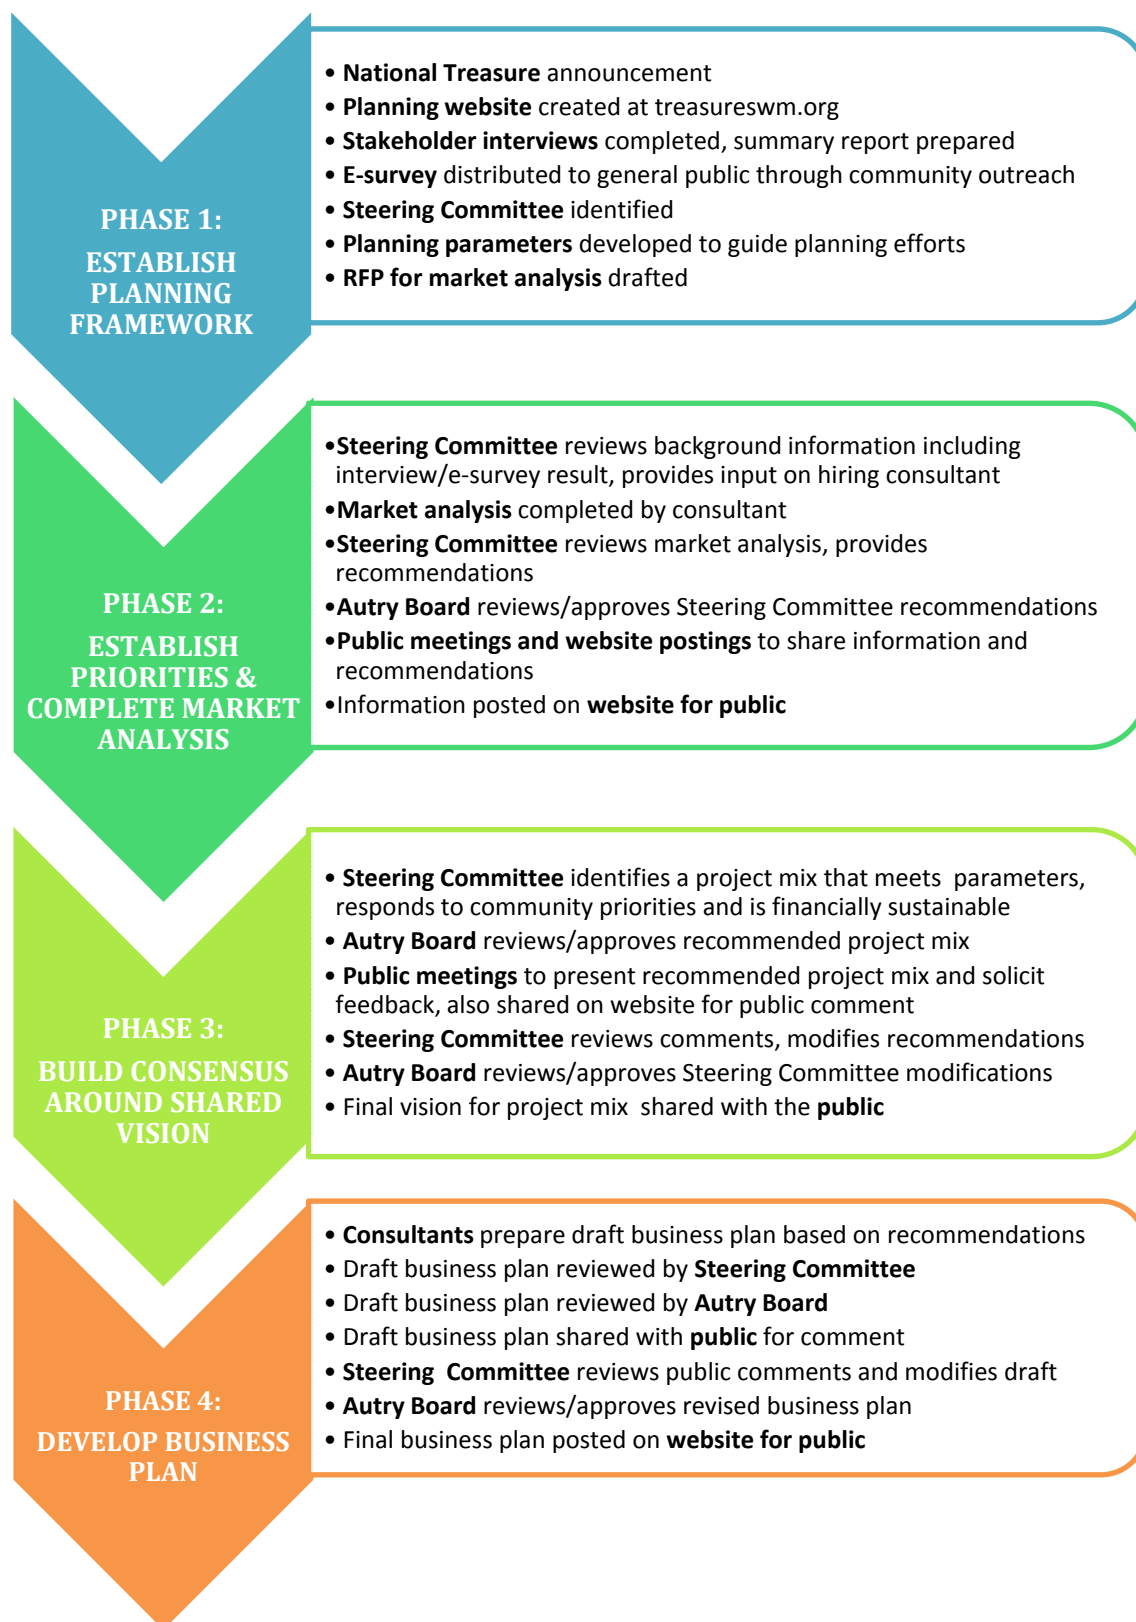 PHASE 1:
ESTABLISH
PLANNING
FRAMEWORK
• National Treasure announcement
• Planning website created at treasureswm.org
• Stakeholder interviews completed, summary report prepared
• E-survey distributed to general public through community outreach
• Steering Committee identified
• Planning parameters developed to guide planning efforts
• RFP for market analysis drafted
PHASE 2:
ESTABLISH
PRIORITIES &
COMPLETE MARKET
ANALYSIS
•Steering Committee reviews background information including
interview/e-survey result, provides input on hiring consultant
•Market analysis completed by consultant
•Steering Committee reviews market analysis, provides
recommendations
•Autry Board reviews/approves Steering Committee recommendations
•Public meetings and website postings to share information and
recommendations
•Information posted on website for public
PHASE 3:
BUILD CONSENSUS
AROUND SHARED
VISION
• Steering Committee identifies a project mix that meets  parameters,
responds to community priorities and is financially sustainable
• Autry Board reviews/approves recommended project mix
• Public meetings to present recommended project mix and solicit
feedback, also shared on website for public comment
• Steering Committee reviews comments, modifies recommendations
• Autry Board reviews/approves Steering Committee modifications
• Final vision for project mix  shared with the public
PHASE 4:
DEVELOP BUSINESS
PLAN
• Consultants prepare draft business plan based on recommendations
• Draft business plan reviewed by Steering Committee
• Draft business plan reviewed by Autry Board
• Draft business plan shared with public for comment
• Steering  Committee reviews public comments and modifies draft
• Autry Board reviews/approves revised business plan
• Final business plan posted on website for public